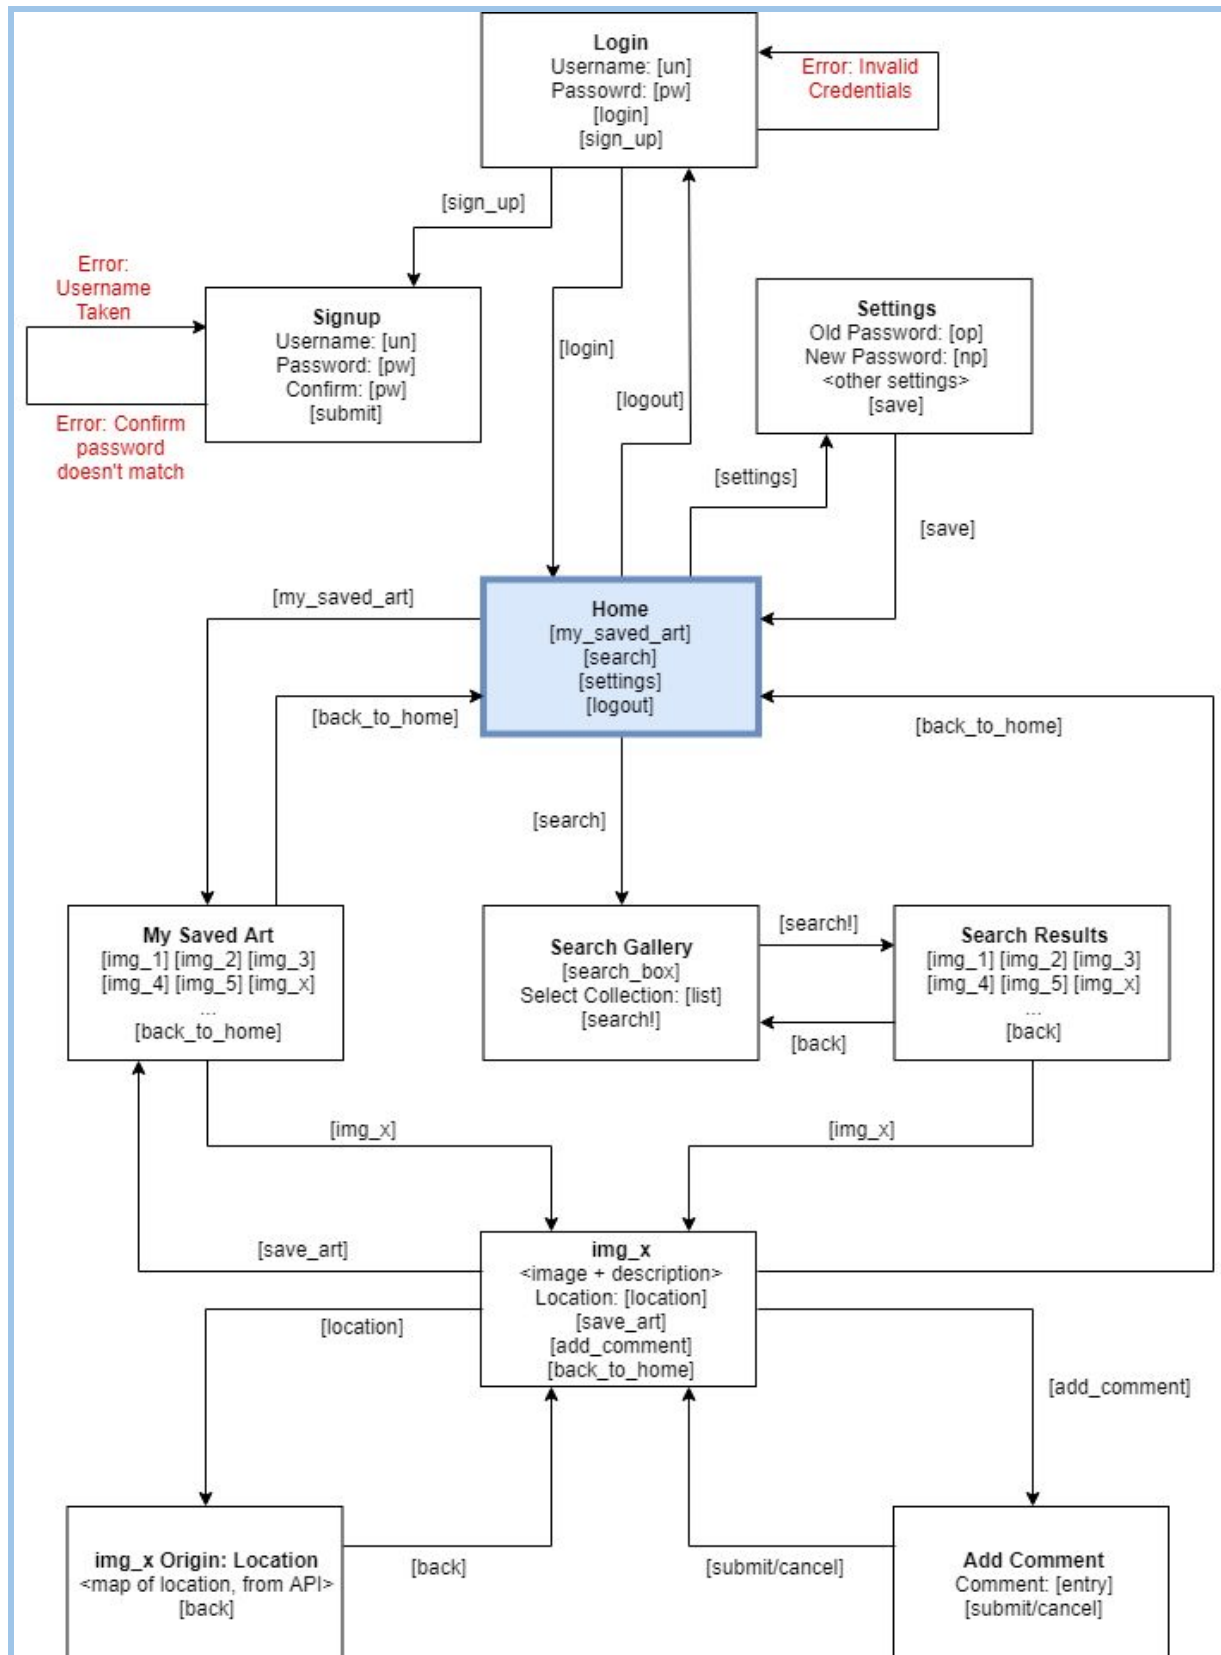 Login
Username: [un]
Passowrd: [pw]
[login]
[sign_up]
Error: Invalid
Credentials
[sign_up]
Error:
Username
Taken
Signup
Username: [un]
Password: [pw]
Confirm: [pw]
[submit]
Error: Confirm
password
doesn't match
[login]
[logout]
Settings
Old Password: [op]
New Password: [np]
<other settings>
[save]
[settings]
[save]
[my_saved_art]
Home
[my_saved_art]
[search]
[settings]
[logout]
[back_to_home]
[back_to_home]
[search]
My Saved Art
[img_1] [img_2] [img_3]
[img_4] [img_5] [img_x]
...
[back_to_home]
Search Gallery
[search_box]
Select Collection: [list]
[search!]
[search!]
[back]
Search Results
[img_1] [img_2] [img_3]
[img_4] [img_5] [img_x]
...
[back]
[img_x]
[img_x]
[save_art]
img_x
<image + description>
Location: [location]
[save_art]
[add_comment]
[back_to_home]
[location]
[add_comment]
img_x Origin: Location
<map of location, from API>
[back]
[back]
[submit/cancel]
Add Comment
Comment: [entry]
[submit/cancel]